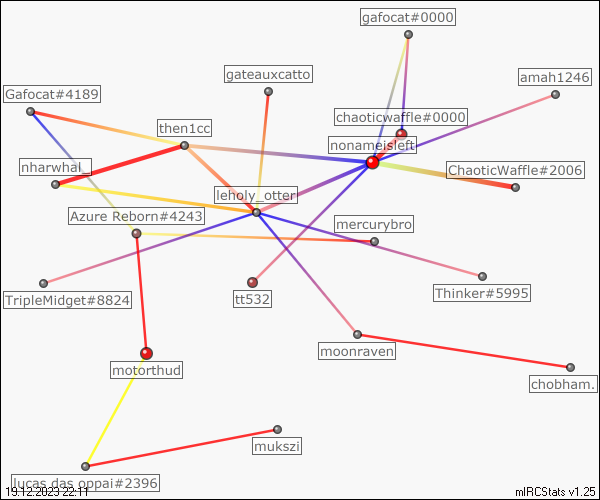 gafocat#0000
gateauxcatto
amah1246
Gafocat#4189
chaoticwaffle#0000
then1cc
nonameisleft
nharwhal_
ChaoticWaffle#2006
leholy_otter
Azure Reborn#4243
mercurybro
TripleMidget#8824
tt532
Thinker#5995
moonraven
motorthud
chobham.
mukszi
lucas das oppai#2396
19.12.2023 22:11
mIRCStats v1.25